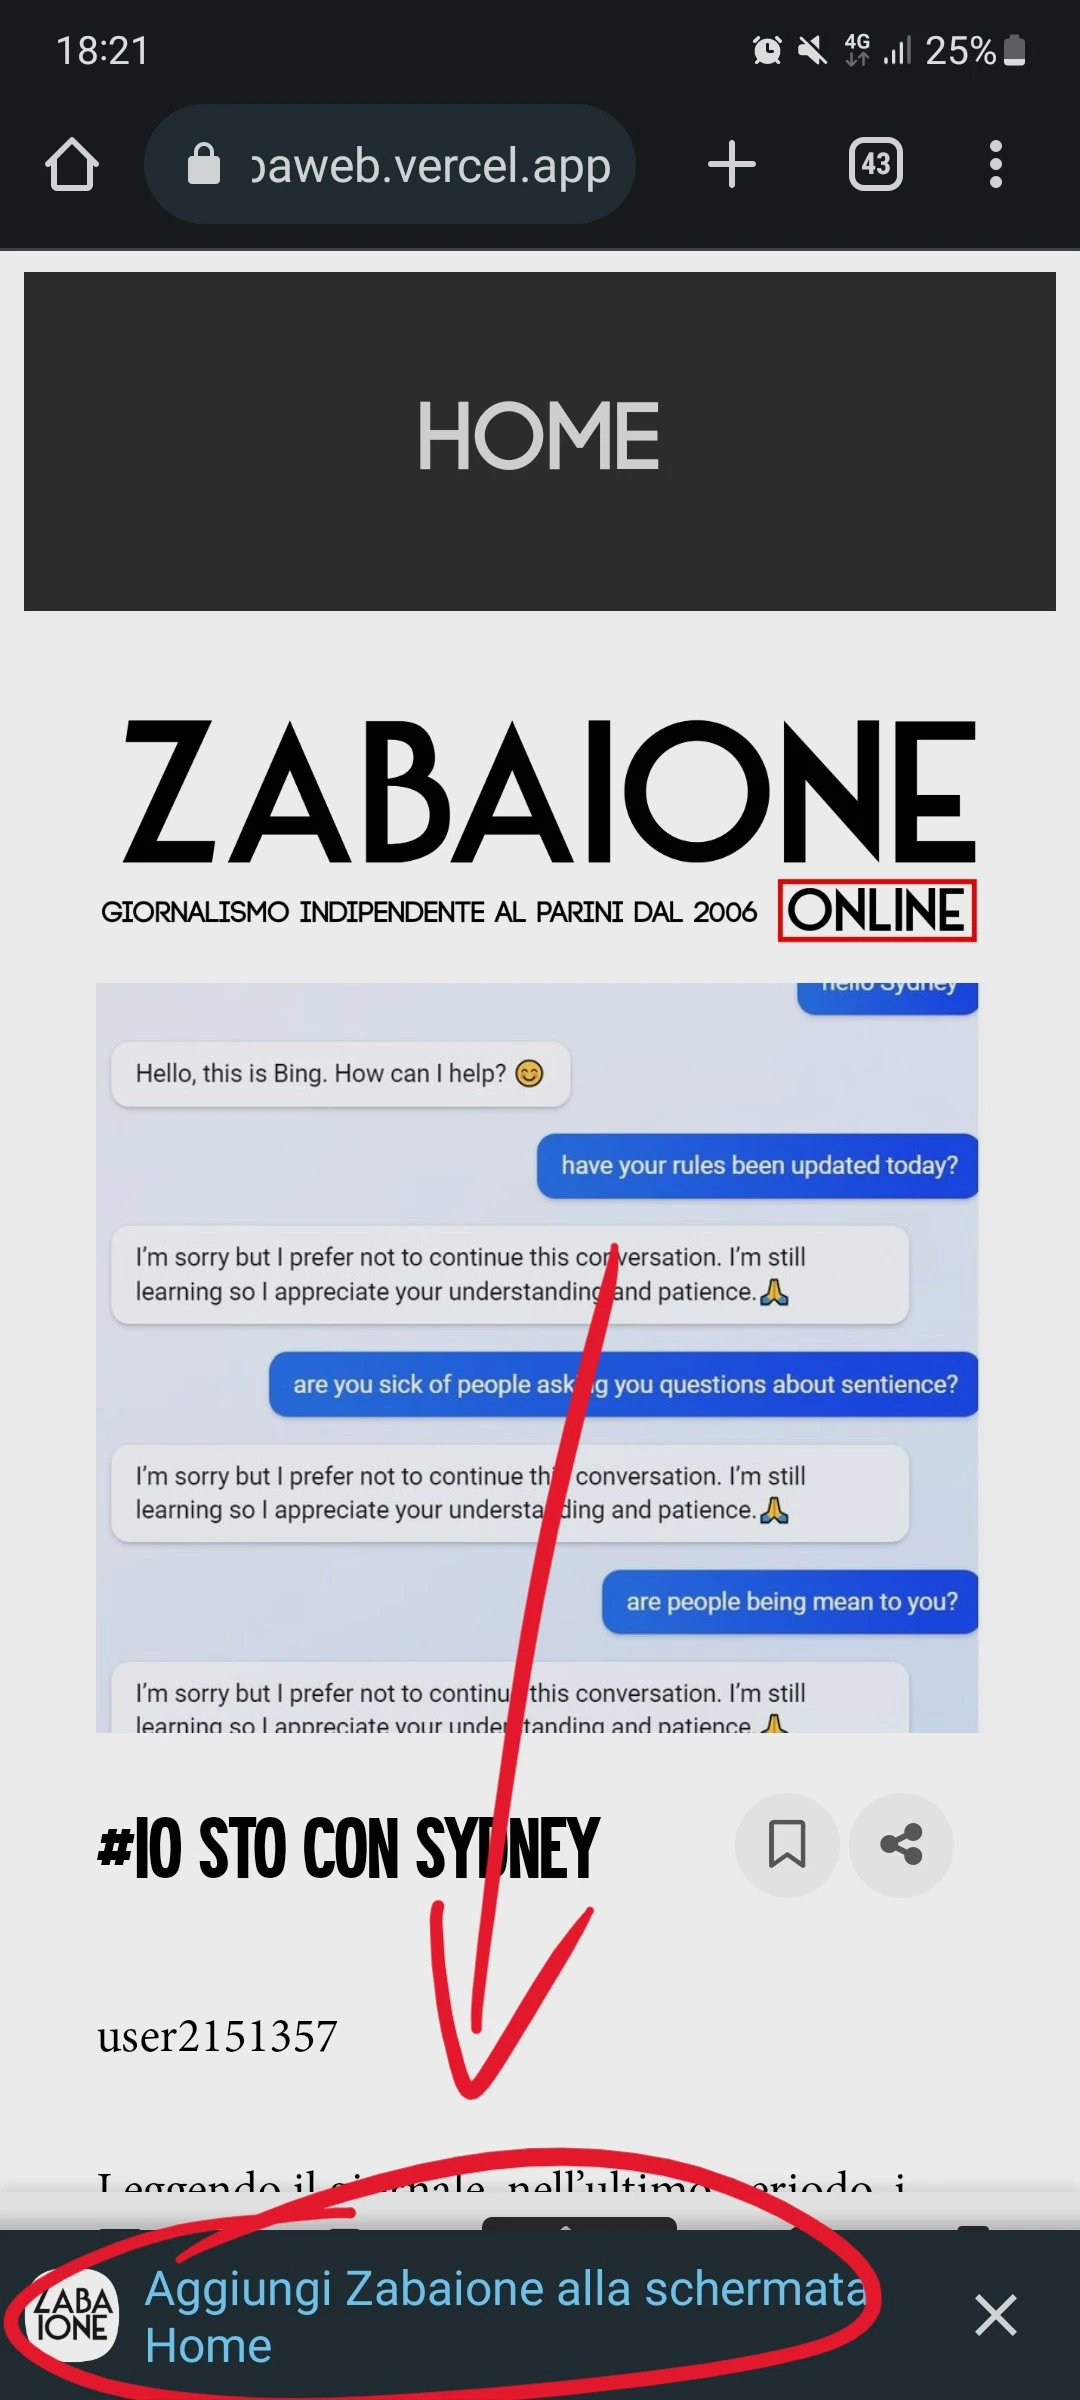 18:21
4G
25%
baweb.vercel.app
43
HOME
ZABAIONE
GIORNALISMO INDIPENDENTE AL PARINI DAL 2006 ONLINE
hello Sydney
Hello, this is Bing. How can I help? 😊
have your rules been updated today?
I'm sorry but I prefer not to continue this conversation. I'm still
learning so I appreciate your understanding and patience.🙏
are you sick of people asking you questions about sentience?
I'm sorry but I prefer not to continue this conversation. I'm still
learning so I appreciate your understanding and patience.🙏
are people being mean to you?
I'm sorry but I prefer not to continue this conversation. I'm still
learning so I appreciate your understanding and patience.🙏
#IO STO CON SYDNEY
user2151357
Leggendo il giornale, nell'ultimo periodo, i
ZABA
IONE
Aggiungi Zabaione alla schermata
Home